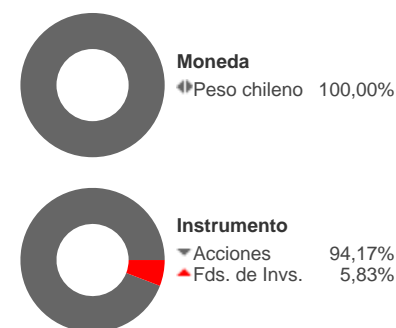 Moneda
Peso chileno 100,00%
Instrumento
Acciones 94,17%
Fds. de Invs. 5,83%